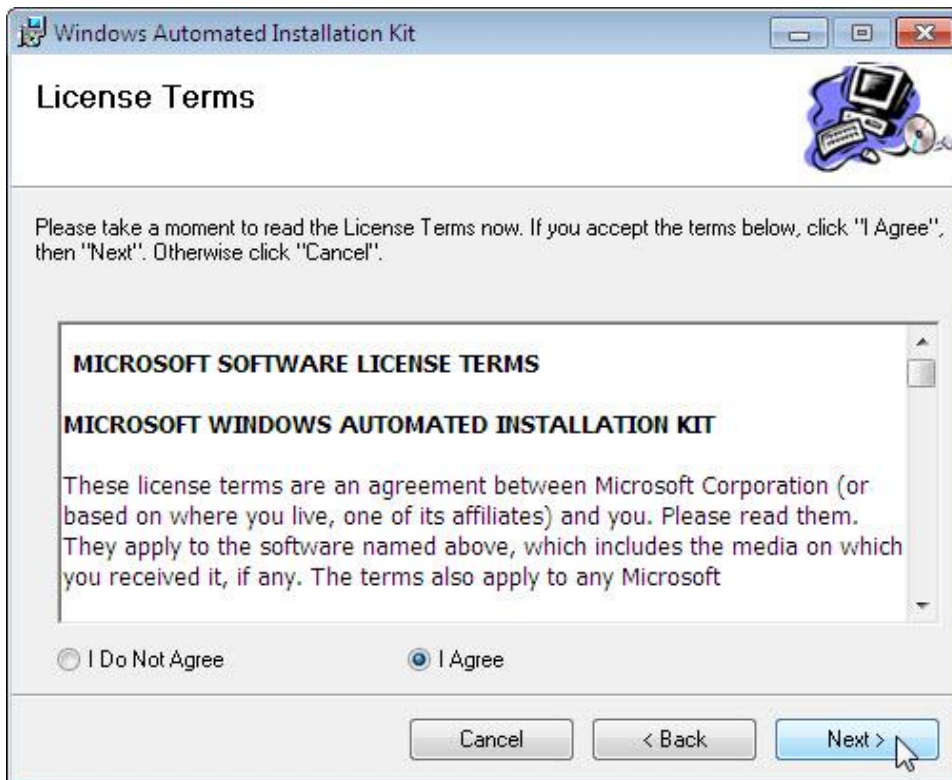 Windows Automated Installation Kit
License Terms
Please take a moment to read the License Terms now. If you accept the terms below, click "I Agree",
then "Next". Otherwise click "Cancel".
MICROSOFT SOFTWARE LICENSE TERMS
MICROSOFT WINDOWS AUTOMATED INSTALLATION KIT
These license terms are an agreement between Microsoft Corporation (or
based on where you live, one of its affiliates) and you. Please read them.
They apply to the software named above, which includes the media on which
you received it, if any. The terms also apply to any Microsoft
I Do Not Agree
I Agree
Cancel
< Back
Next >